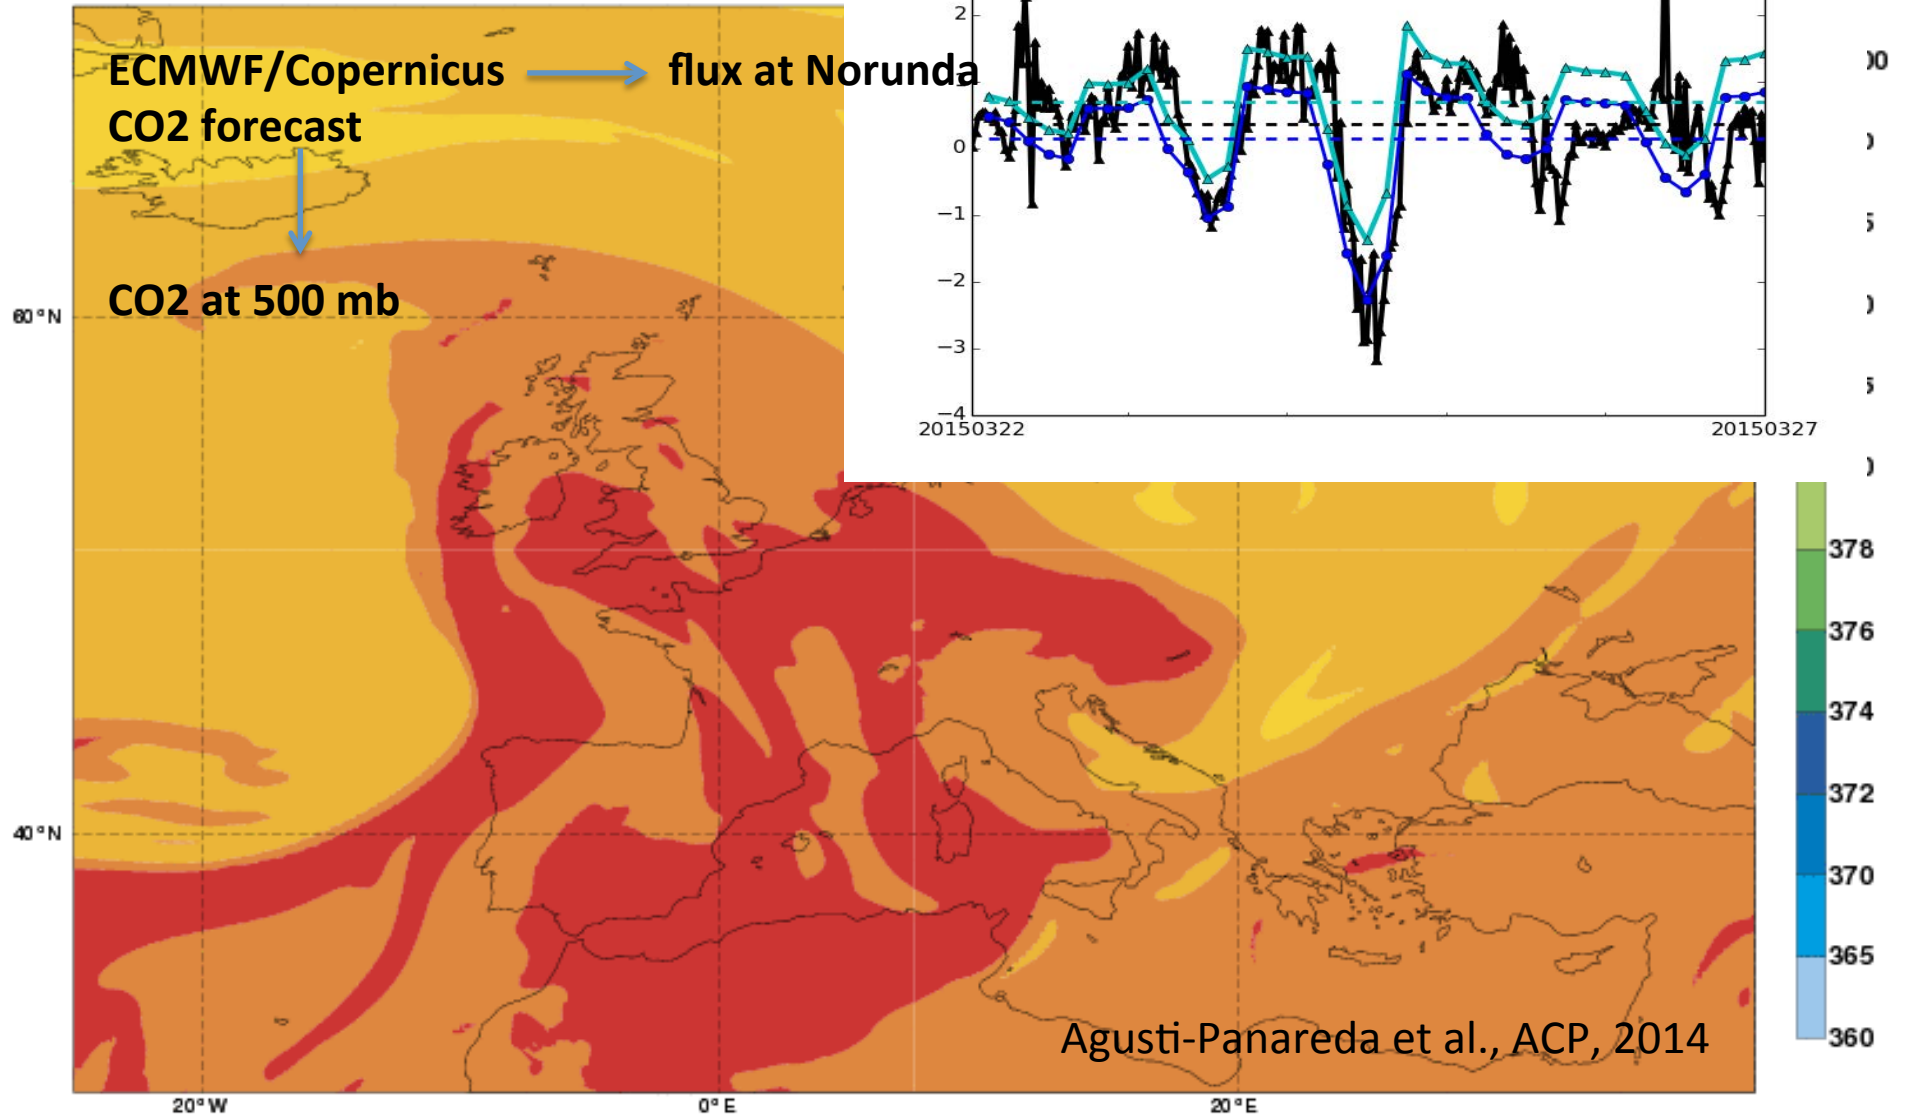 ECMWF/Copernicus
flux at Norunda
CO2 forecast
CO2 at 500 mb
2
0
−1
−2
−3
−4
20150322
20150327
60°N
40°N
20°W
0°E
20°E
378
376
374
372
370
365
360
Agusti-Panareda et al., ACP, 2014